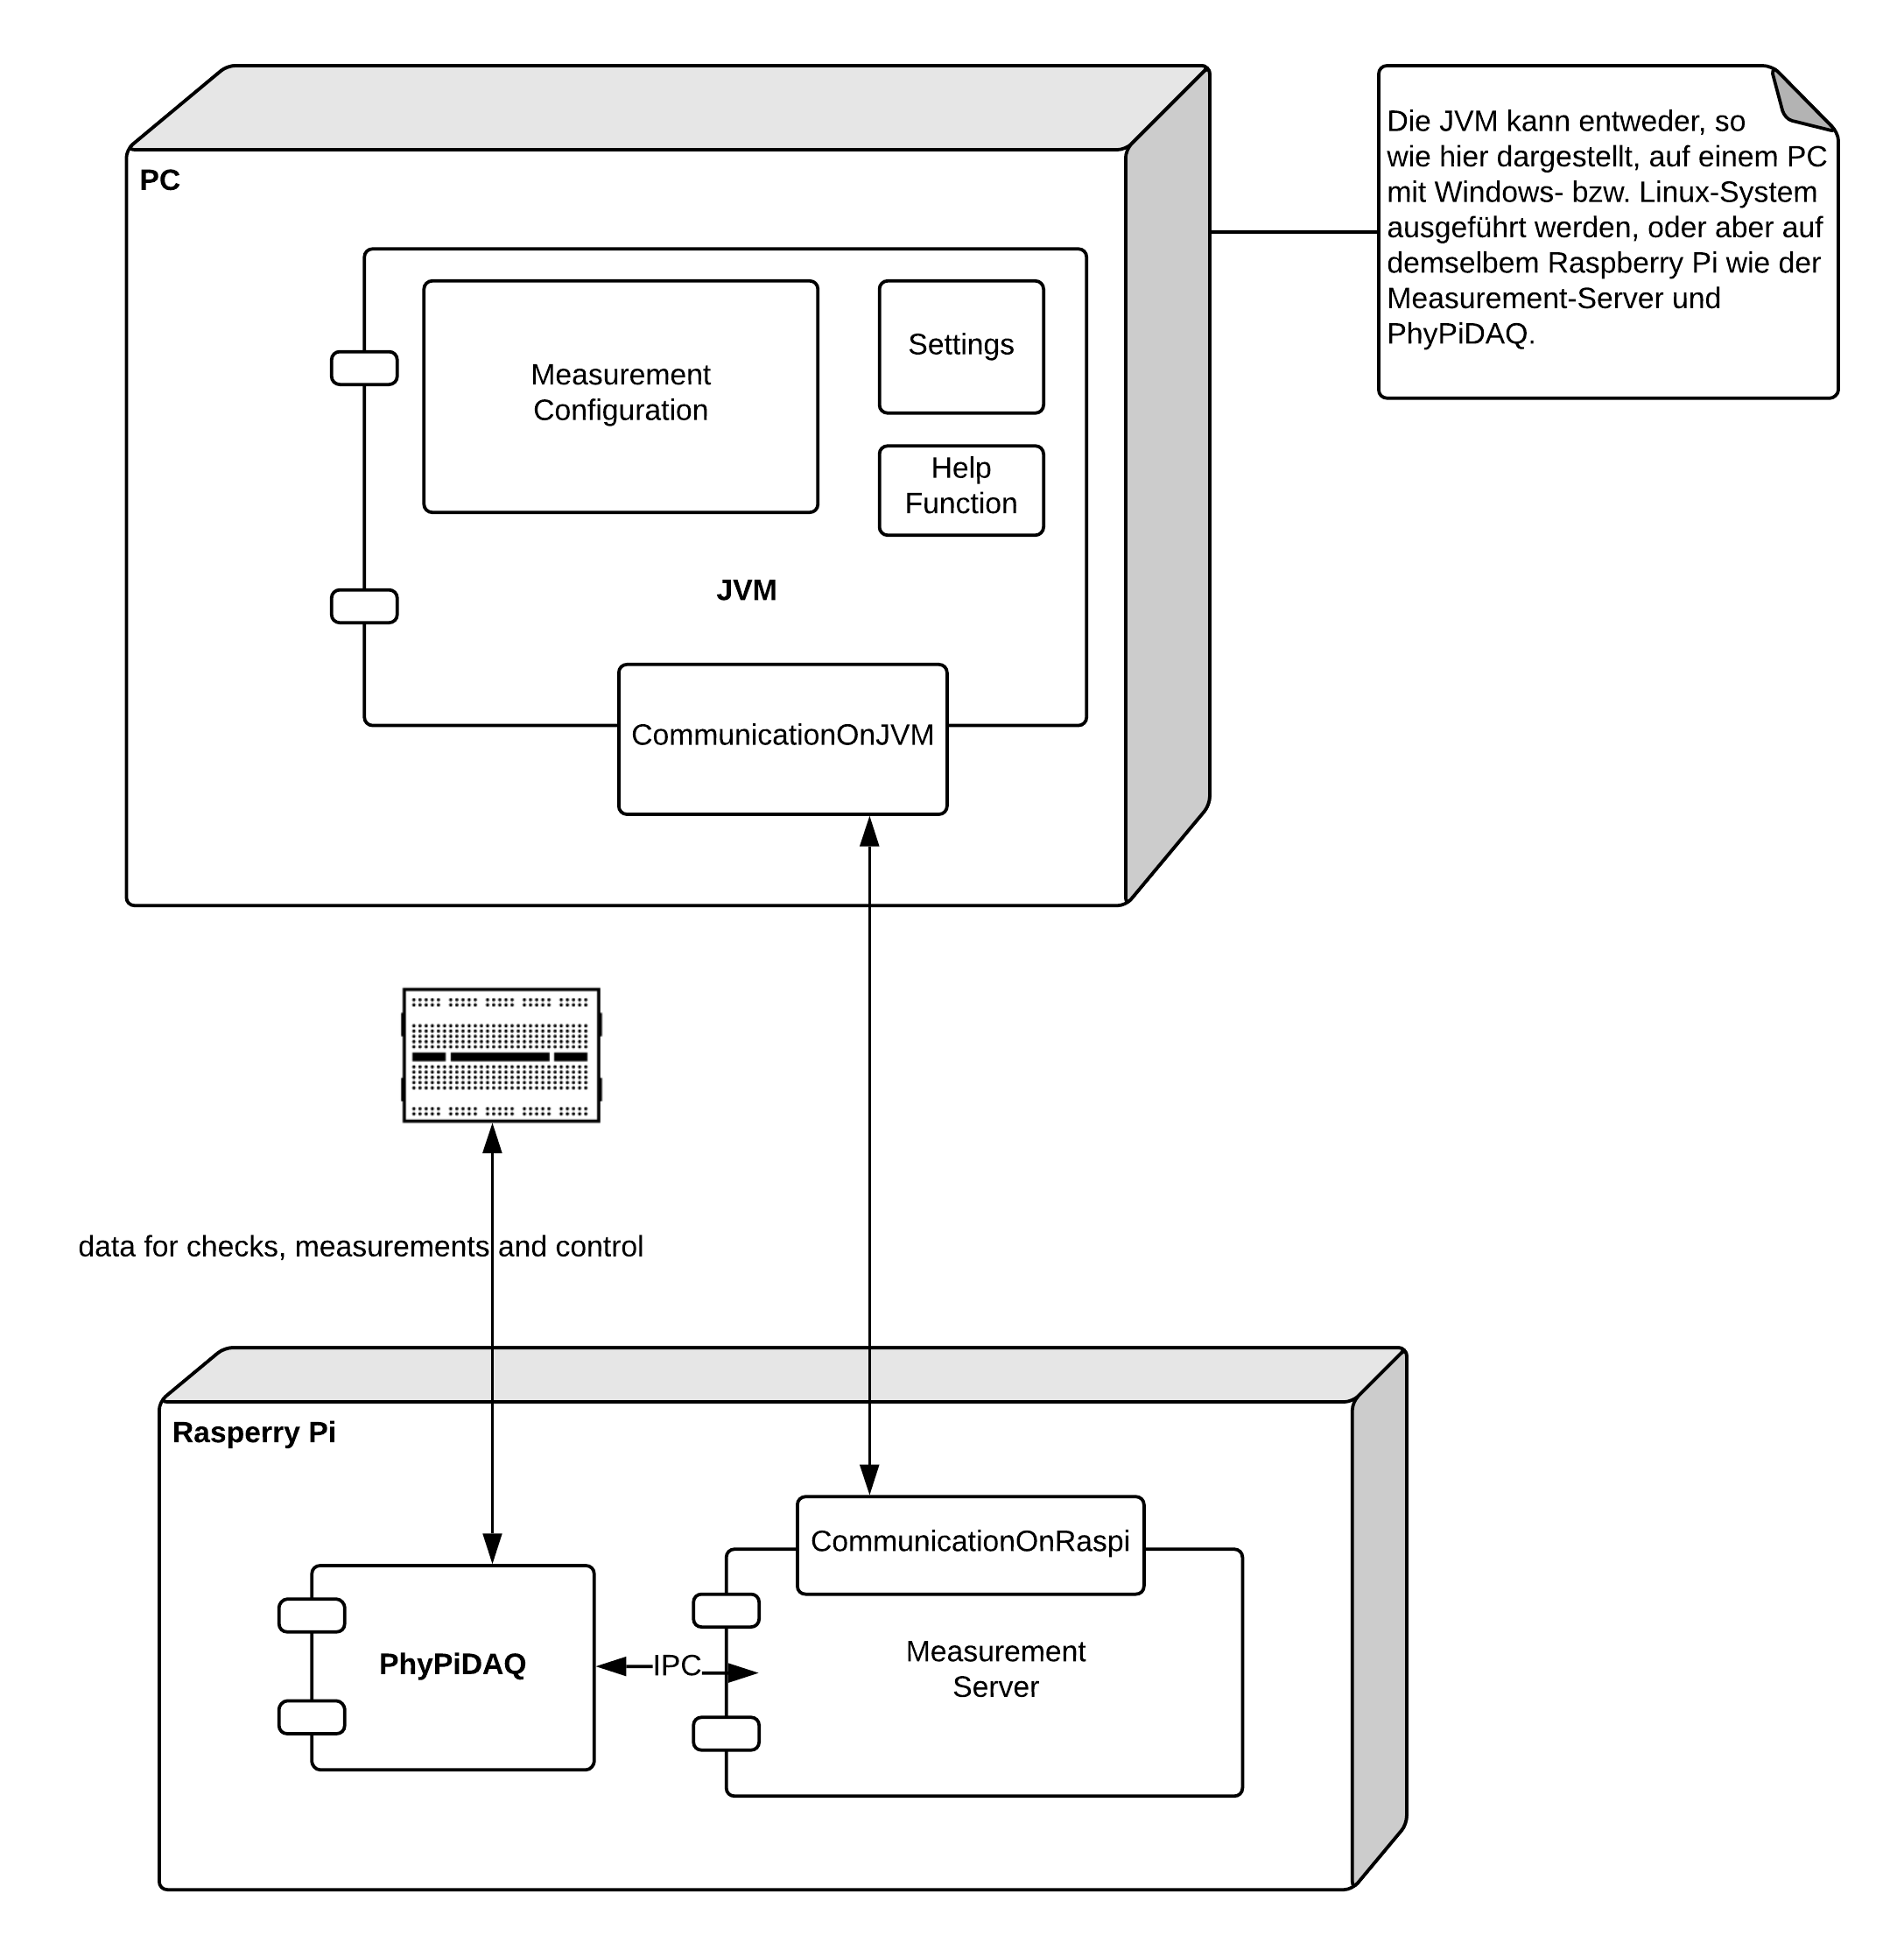 PC
Die JVM kann entweder, so
wie hier dargestellt, auf einem PC
mit Windows- bzw. Linux-System
ausgeführt werden, oder aber auf
demselbem Raspberry Pi wie der
Measurement-Server und
PhyPiDAQ.
Measurement
Configuration
Settings
Help
Function
JVM
CommunicationOnJVM
data for checks, measurements and control
Rasperry Pi
CommunicationOnRaspi
PhyPiDAQ
IPC
Measurement
Server